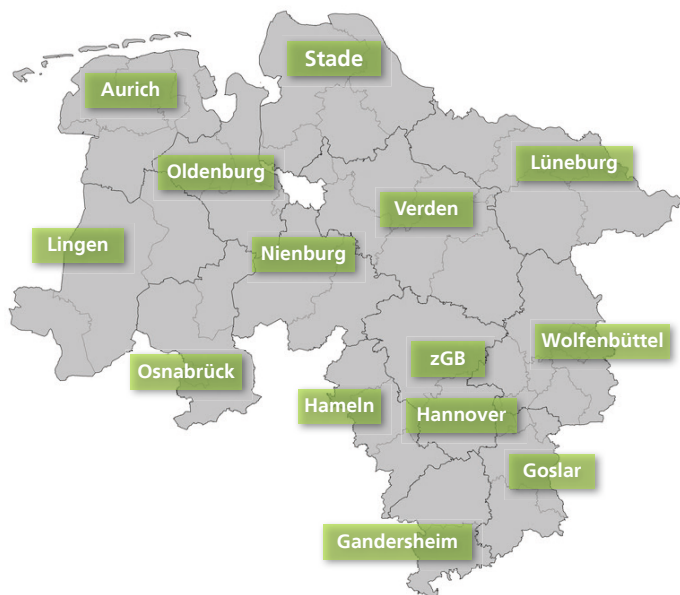 Stade
Aurich
Oldenburg
Lüneburg
Verden
Lingen
Nienburg
Wolfenbüttel
zGB
Osnabrück
Hameln
Hannover
Goslar
Gandersheim